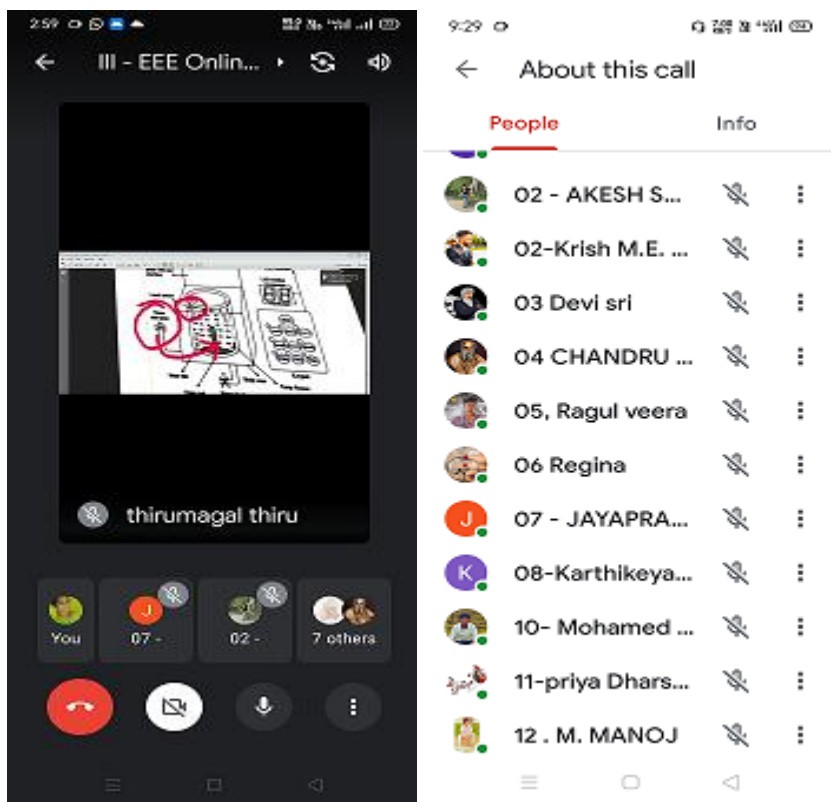 2:59
III - EEE Onlin...
thirumagal thiru
You
07 -
02 -
7 others
9:29
About this call
People
Info
02 - AKESH S...
02-Krish M.E. ...
03 Devi sri
04 CHANDRU ...
05, Ragul veera
06 Regina
J
07 - JAYAPRA...
K
08-Karthikeya...
10- Mohamed ...
11-priya Dhars...
12 . M. MANOJ